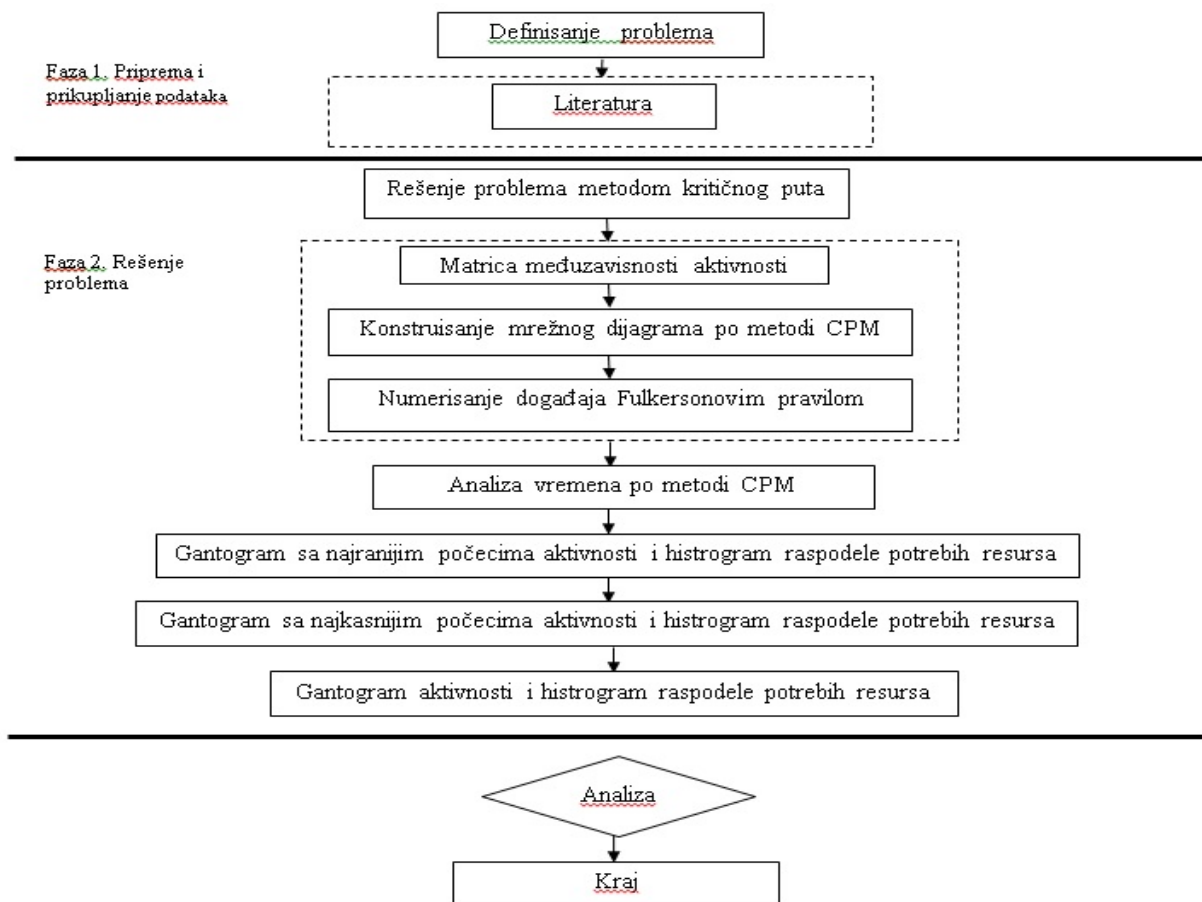 Definisanje problema
Faza 1. Priprema i
prikupljanje podataka
Literatura
Rešenje problema metodom kritičnog puta
Faza 2. Rešenje
problema
Matrica međuzavisnosti aktivnosti
Konstruisanje mrežnog dijagrama po metodi CPM
Numerisanje događaja Fulkersonovim pravilom
Analiza vremena po metodi CPM
Gantogram sa najranijim počecima aktivnosti i histrogram raspodele potrebih resursa
Gantogram sa najkasnijim počecima aktivnosti i histrogram raspodele potrebih resursa
Gantogram aktivnosti i histrogram raspodele potrebih resursa
Analiza
Kraj